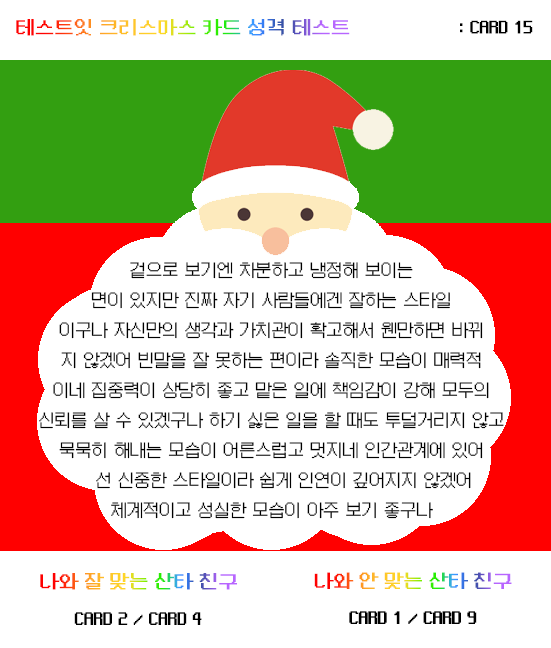 테스트잇 크리스마스 카드 성격 테스트
: CARD 15
겉으로 보기엔 차분하고 냉정해 보이는
면이 있지만 진짜 자기 사람들에겐 잘하는 스타일
이구나 자신만의 생각과 가치관이 확고해서 웬만하면 바뀌
지 않겠어 빈말을 잘 못하는 편이라 솔직한 모습이 매력적
이네 집중력이 상당히 좋고 맡은 일에 책임감이 강해 모두의
신뢰를 살 수 있겠구나 하기 싫은 일을 할 때도 투덜거리지 않고
묵묵히 해내는 모습이 어른스럽고 멋지네 인간관계에 있어
선 신중한 스타일이라 쉽게 인연이 깊어지지 않겠어
체계적이고 성실한 모습이 아주 보기 좋구나
나와 잘 맞는 산타 친구
CARD 2 / CARD 4
나와 안 맞는 산타 친구
CARD 1 / CARD 9